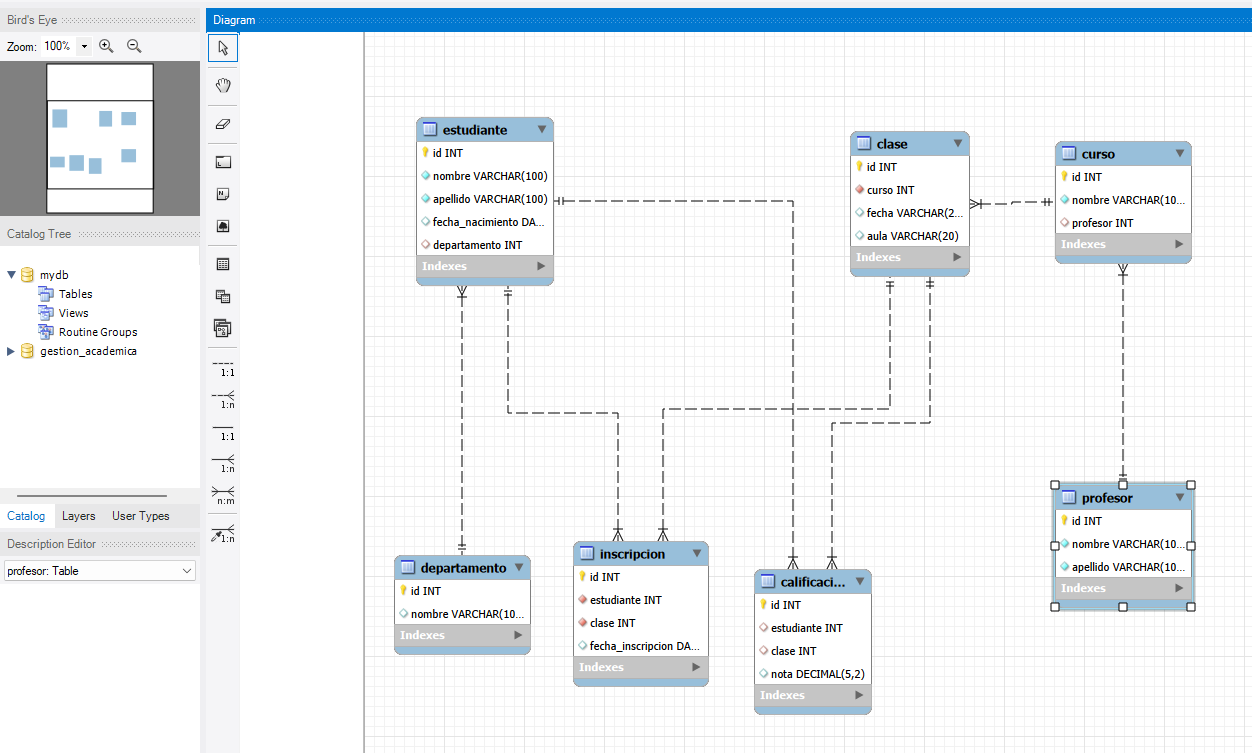 Bird's Eye
Zoom: 100%
Catalog Tree
mydb
Tables
Views
Routine Groups
gestion_academica
Catalog Layers User Types
Description Editor
profesor: Table
Diagram
1:1
1:n
1:1
1:n
n:m
1:n
estudiante
id INT
nombre VARCHAR(100)
apellido VARCHAR(100)
fecha_nacimiento DA...
departamento INT
Indexes
clase
id INT
curso INT
fecha VARCHAR(2...
aula VARCHAR(20)
Indexes
curso
id INT
nombre VARCHAR(10...
profesor INT
Indexes
departamento
id INT
nombre VARCHAR(10...
Indexes
inscripcion
id INT
estudiante INT
clase INT
fecha_inscripcion DA...
Indexes
calificaci...
id INT
estudiante INT
clase INT
nota DECIMAL(5,2)
Indexes
profesor
id INT
nombre VARCHAR(10...
apellido VARCHAR(10...
Indexes